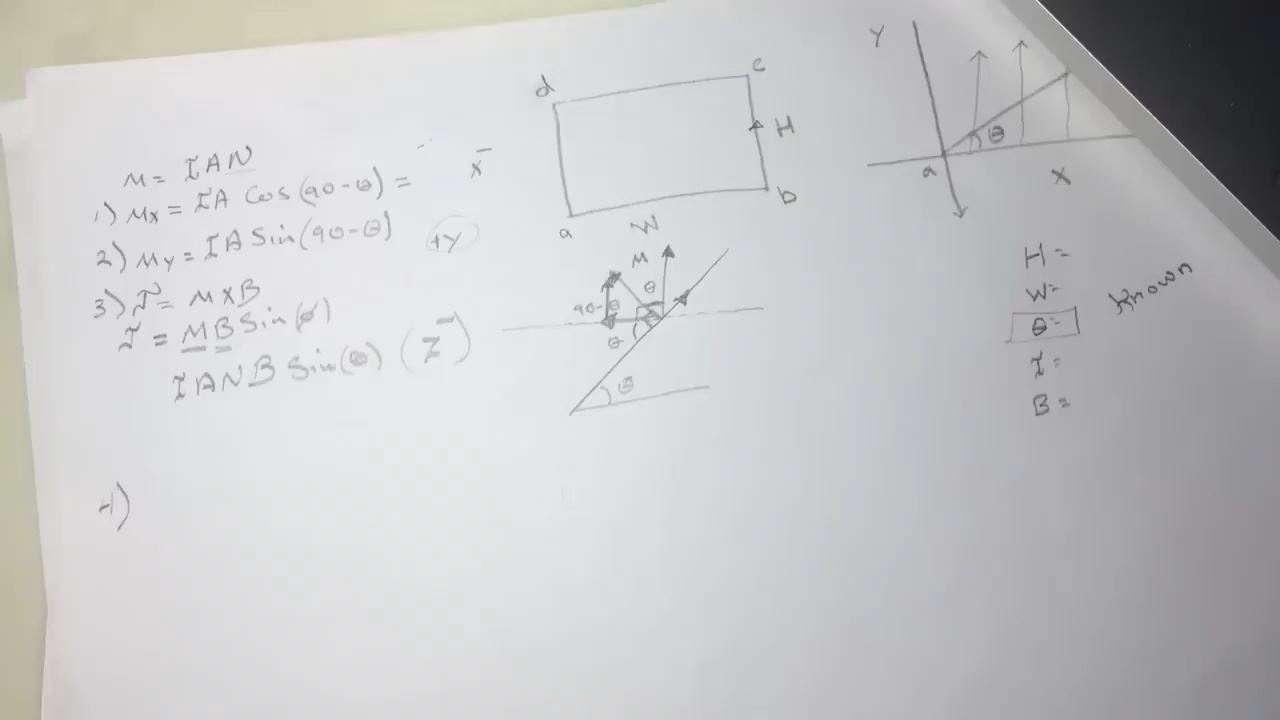 M = IAN
1) Mx = IA Cos(90-θ) = x̄
2) My = IA Sin(90-θ) +Y
3) τ = M×B
τ = MB Sin(φ)
IANB Sin(θ) (z̄)
4)
d
c
H
a
b
W
M
θ
90-
θ
θ
θ
Y
θ
a
X
H =
W =
θ =
I =
B =
Known